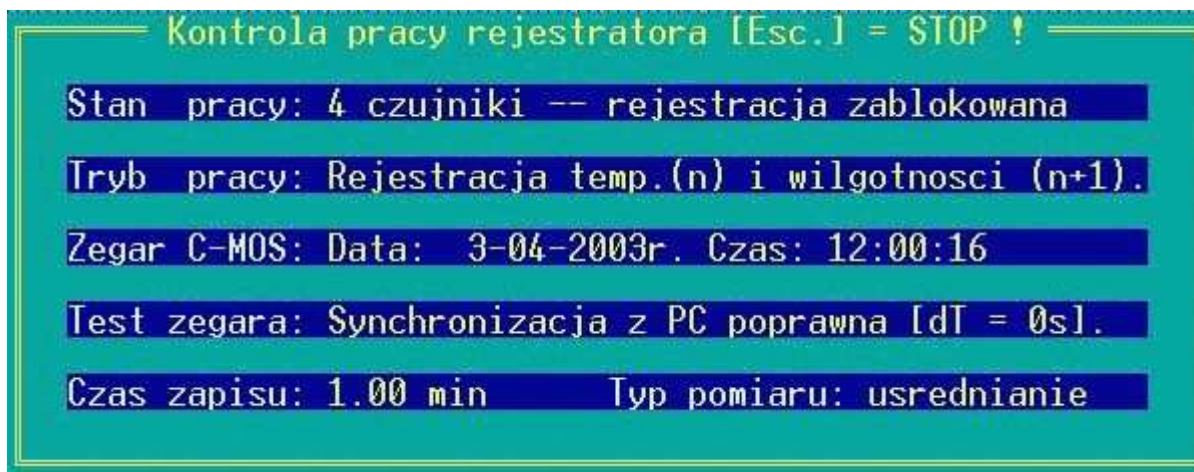 Kontrola pracy rejestratora [Esc.] = STOP !
Stan pracy: 4 czujniki -- rejestracja zablokowana
Tryb pracy: Rejestracja temp.(n) i wilgotnosci (n+1).
Zegar C-MOS: Data: 3-04-2003r. Czas: 12:00:16
Test zegara: Synchronizacja z PC poprawna [dT = 0s].
Czas zapisu: 1.00 min Typ pomiaru: usrednianie